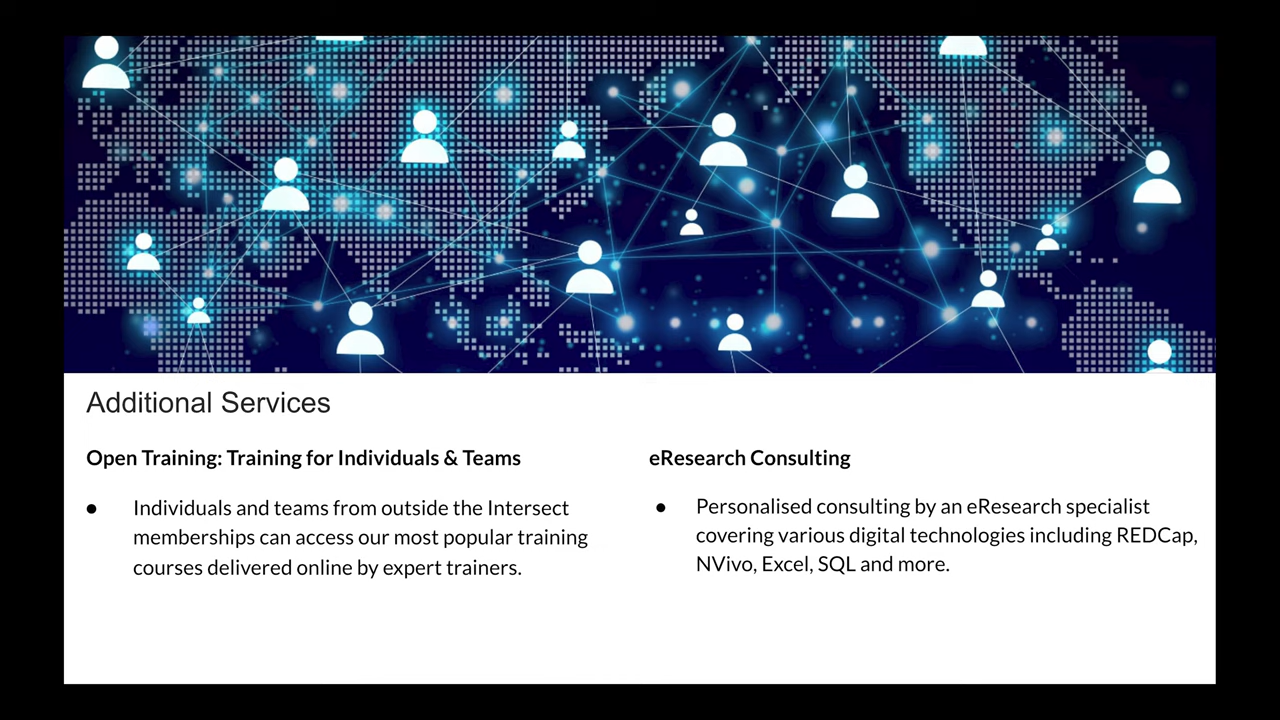 Additional Services
Open Training: Training for Individuals & Teams
● Individuals and teams from outside the Intersect
memberships can access our most popular training
courses delivered online by expert trainers.
eResearch Consulting
● Personalised consulting by an eResearch specialist
covering various digital technologies including REDCap,
NVivo, Excel, SQL and more.